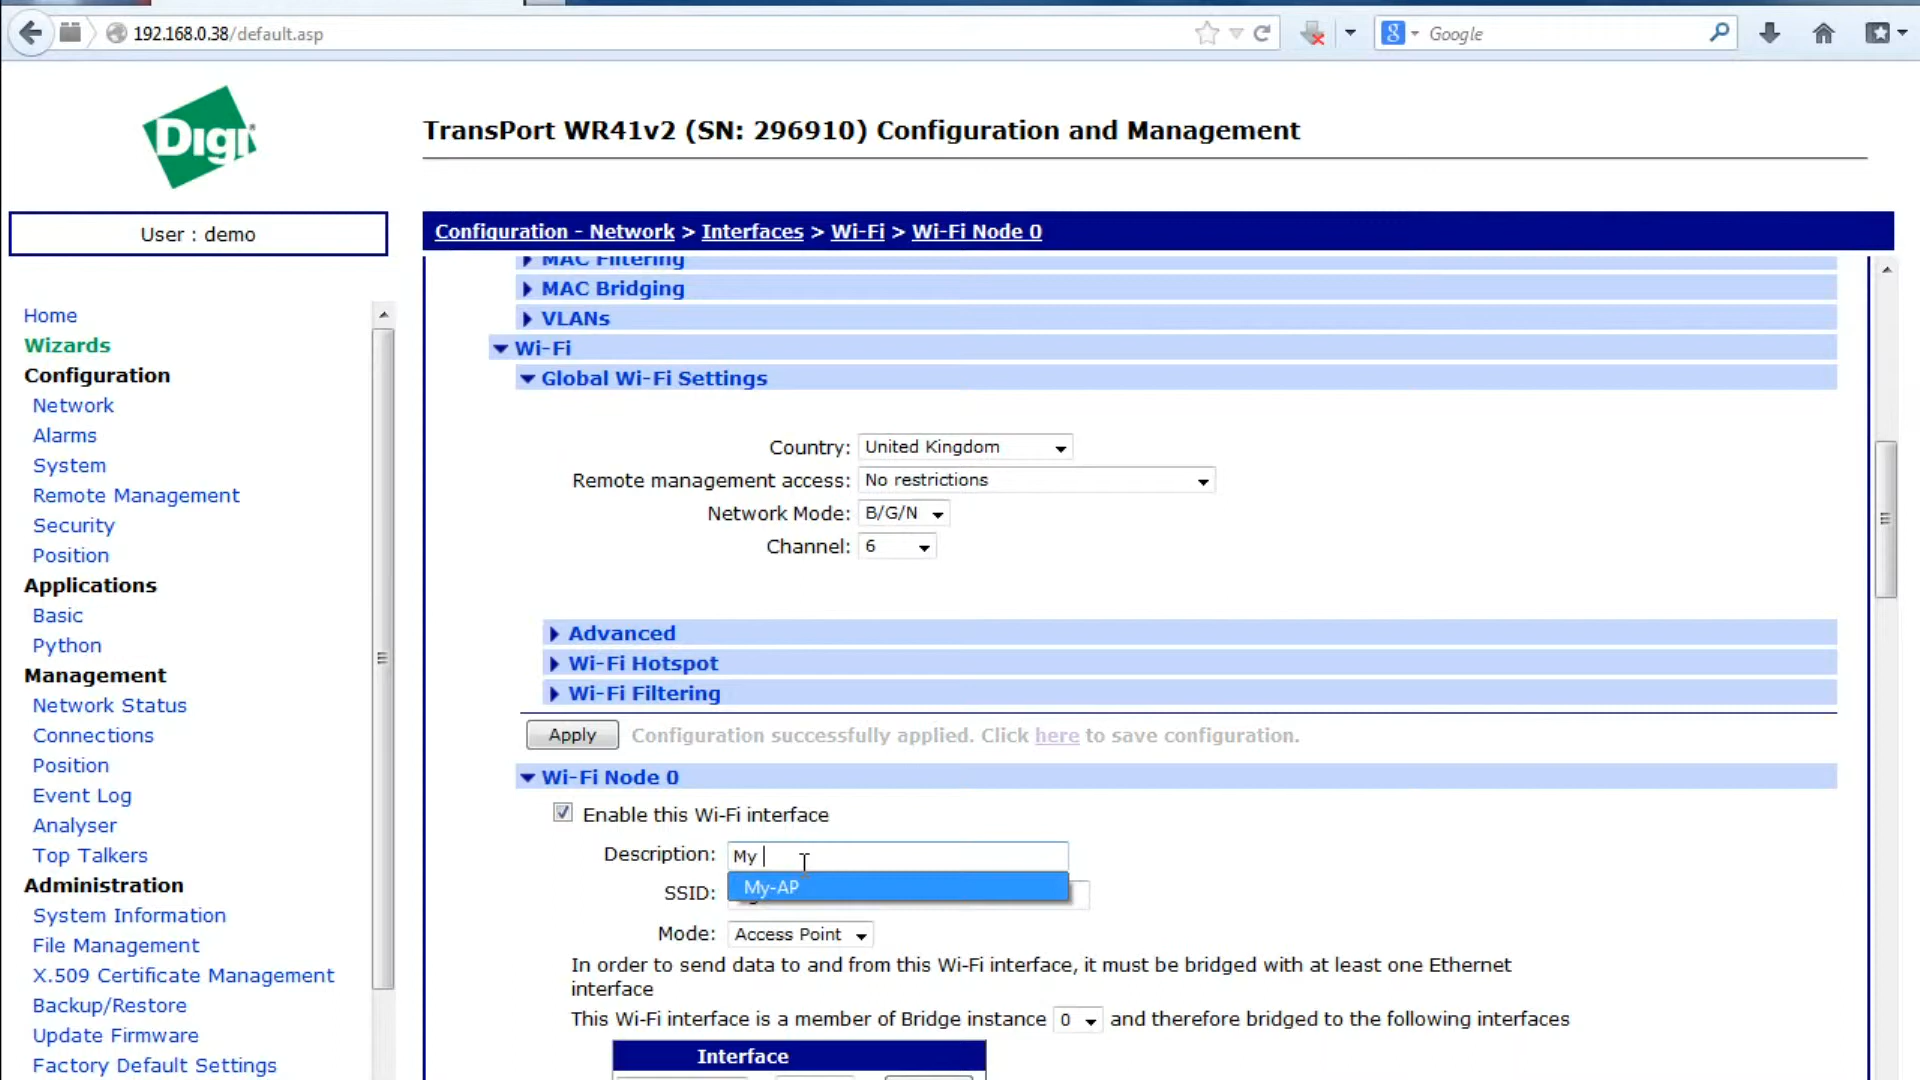 192.168.0.38/default.asp
Google
Digi
TransPort WR41v2 (SN: 296910) Configuration and Management
User : demo
Configuration - Network > Interfaces > Wi-Fi > Wi-Fi Node 0
Home
Wizards
Configuration
Network
Alarms
System
Remote Management
Security
Position
Applications
Basic
Python
Management
Network Status
Connections
Position
Event Log
Analyser
Top Talkers
Administration
System Information
File Management
X.509 Certificate Management
Backup/Restore
Update Firmware
Factory Default Settings
MAC Filtering
MAC Bridging
VLANs
Wi-Fi
Global Wi-Fi Settings
Country: United Kingdom
Remote management access: No restrictions
Network Mode: B/G/N
Channel: 6
Advanced
Wi-Fi Hotspot
Wi-Fi Filtering
Apply Configuration successfully applied. Click here to save configuration.
Wi-Fi Node 0
Enable this Wi-Fi interface
Description: My
My-AP
SSID:
Mode: Access Point
In order to send data to and from this Wi-Fi interface, it must be bridged with at least one Ethernet
interface
This Wi-Fi interface is a member of Bridge instance 0 and therefore bridged to the following interfaces
Interface